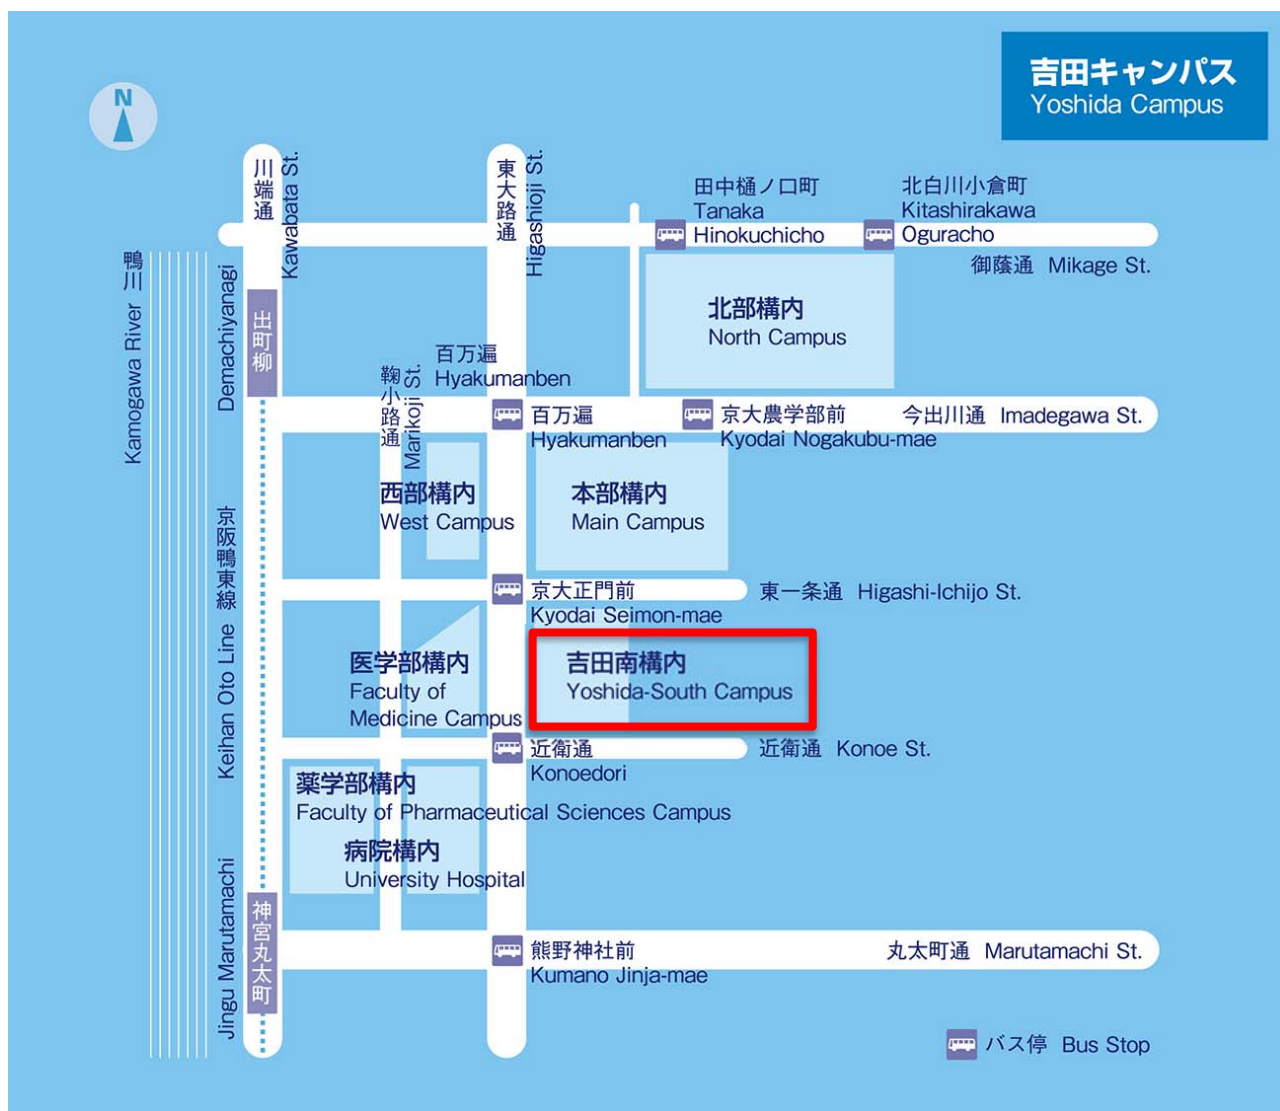 吉田キャンパス
Yoshida Campus
N
川端通
Kawabata St.
東大路通
Higashioji St.
田中樋ノ口町
Tanaka
Hinokuchicho
北白川小倉町
Kitashirakawa
Oguracho
御蔭通 Mikage St.
鴨川
Kamogawa River
出町柳
Demachiyanagi
北部構内
North Campus
百万遍
Hyakumanben
鞠小路通
Marikoji St.
百万遍
Hyakumanben
京大農学部前
Kyodai Nogakubu-mae
今出川通 Imadegawa St.
西部構内
West Campus
本部構内
Main Campus
京阪鴨東線
Keihan Oto Line
京大正門前
Kyodai Seimon-mae
東一条通 Higashi-Ichijo St.
医学部構内
Faculty of
Medicine Campus
吉田南構内
Yoshida-South Campus
近衛通
Konoedori
近衛通 Konoe St.
薬学部構内
Faculty of Pharmaceutical Sciences Campus
病院構内
University Hospital
神宮丸太町
Jingu Marutamachi
熊野神社前
Kumano Jinja-mae
丸太町通 Marutamachi St.
バス停 Bus Stop